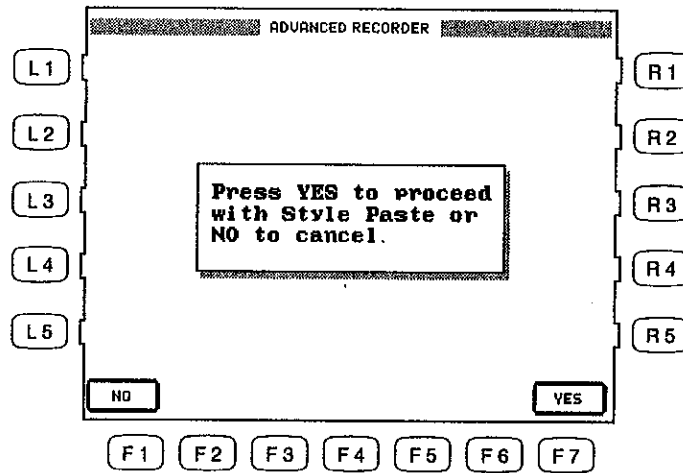 ADVANCED RECORDER
L1
R1
L2
R2
L3
R3
L4
R4
L5
R5
Press YES to proceed
with Style Paste or
NO to cancel.
NO
YES
F1 F2 F3 F4 F5 F6 F7